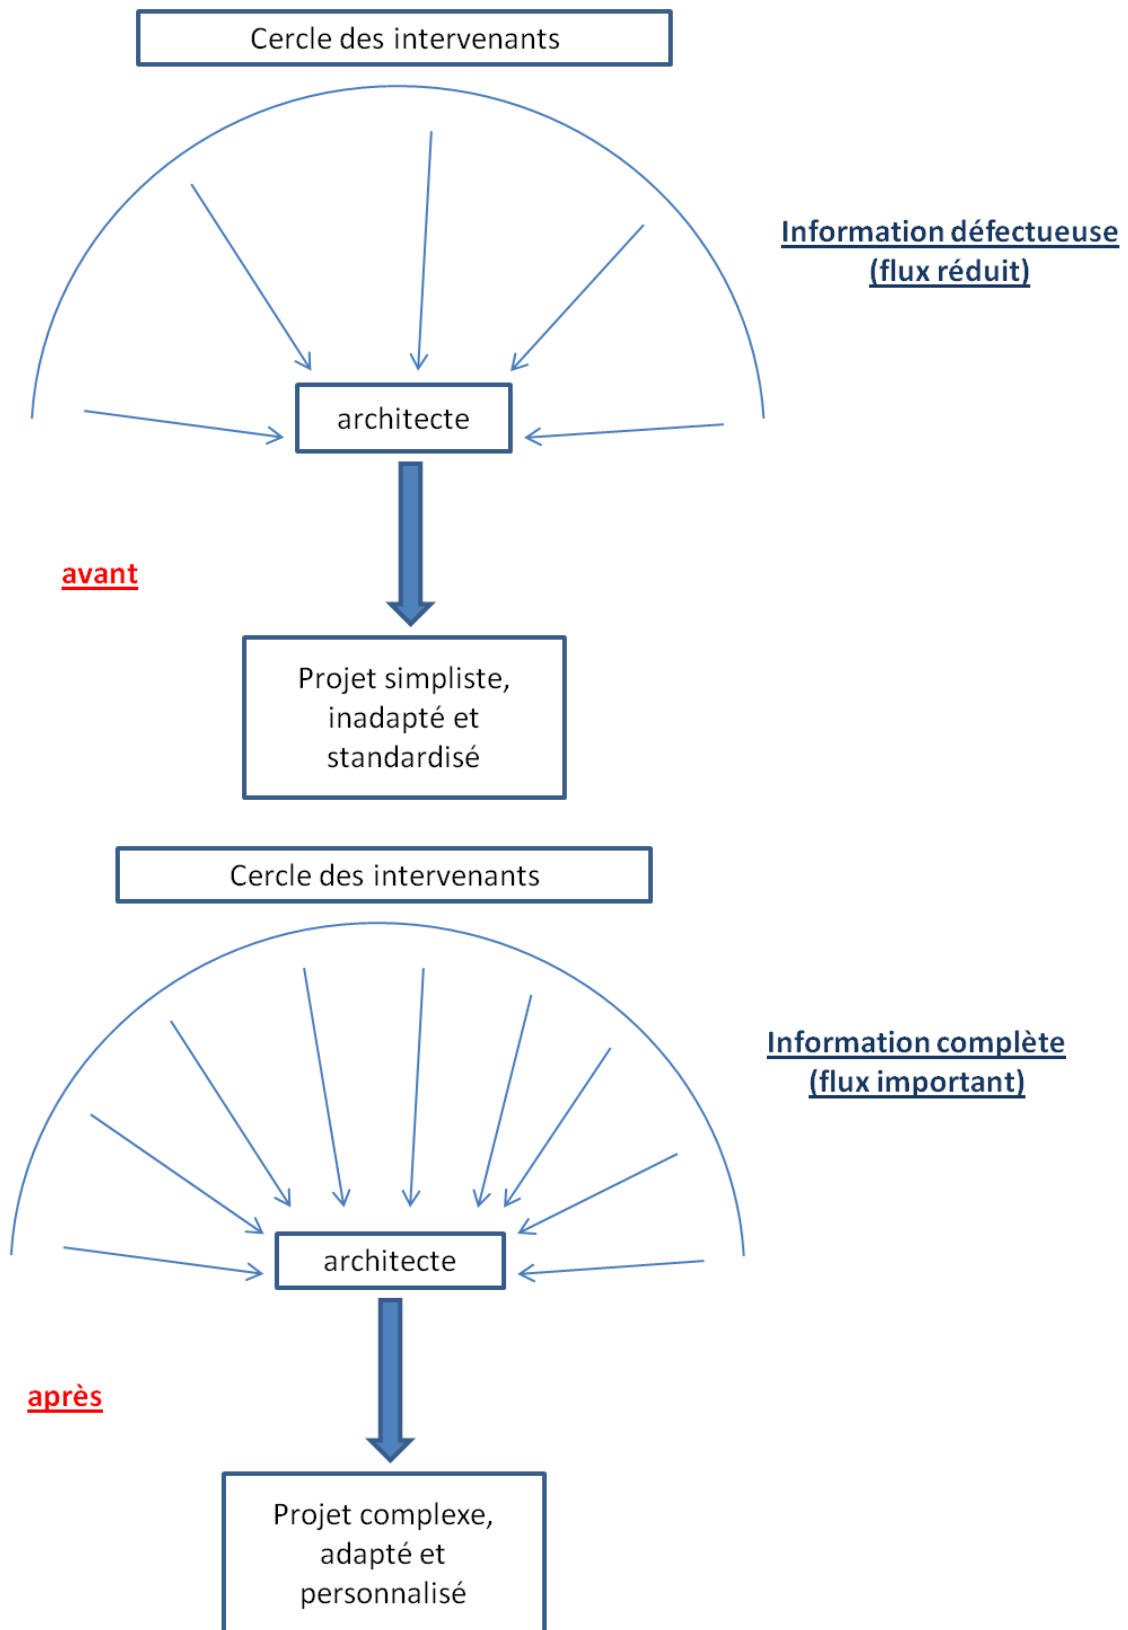 Cercle des intervenants
Information défectueuse
(flux réduit)
architecte
avant
Projet simpliste,
inadapté et
standardisé
Cercle des intervenants
Information complète
(flux important)
architecte
après
Projet complexe,
adapté et
personnalisé